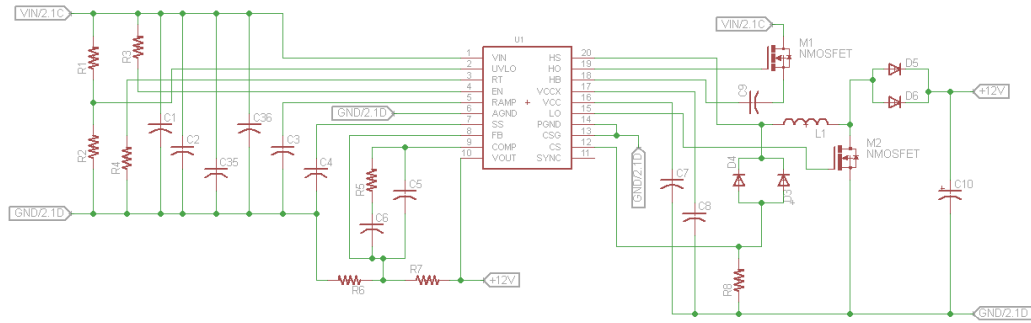 VIN/2.1C
R1
R3
R2
R4
C1
C2
C35
C36
C3
C4
GND/2.1D
GND/2.1D
R5
C6
C5
R6
R7
+12V
U1
1 VIN
2 UVLO
3 RT
4 EN
5 RAMP
6 AGND
7 SS
8 FB
9 COMP
10 VOUT
HS 20
HO 19
HB 18
VCCX 17
VCC 16
LO 15
PGND 14
CSG 13
CS 12
SYNC 11
GND/2.1D
VIN/2.1C
M1
NMOSFET
C9
D5
D6
+12V
L1
M2
NMOSFET
D4
D3
C7
C8
R8
C10
GND/2.1D